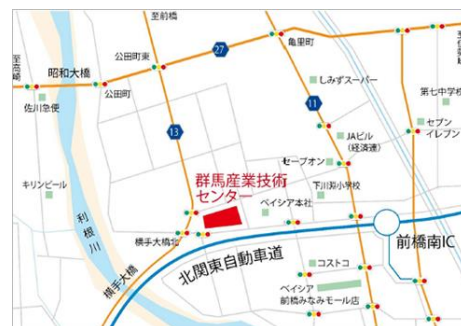 至前橋
至伊勢崎
至高崎
昭和大橋
公田町東
27
亀里町
公田町
佐川急便
しみずスーパー
第七中学校
11
13
JAビル
(経済連)
セブン
イレブン
セーブオン
キリンビール
群馬産業技術
センター
下川淵小学校
ベイシア本社
利根川
横手大橋北
前橋南IC
北関東自動車道
横手大橋
コストコ
ベイシア
前橋みなみモール店